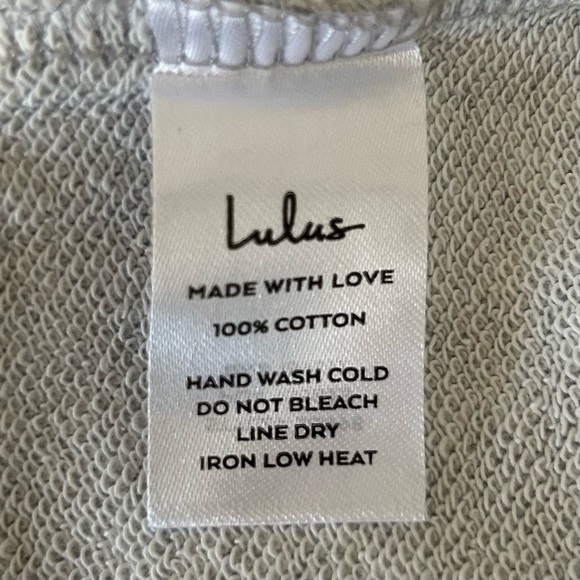 Lulus
MADE WITH LOVE
100% COTTON
HAND WASH COLD
DO NOT BLEACH
LINE DRY
IRON LOW HEAT